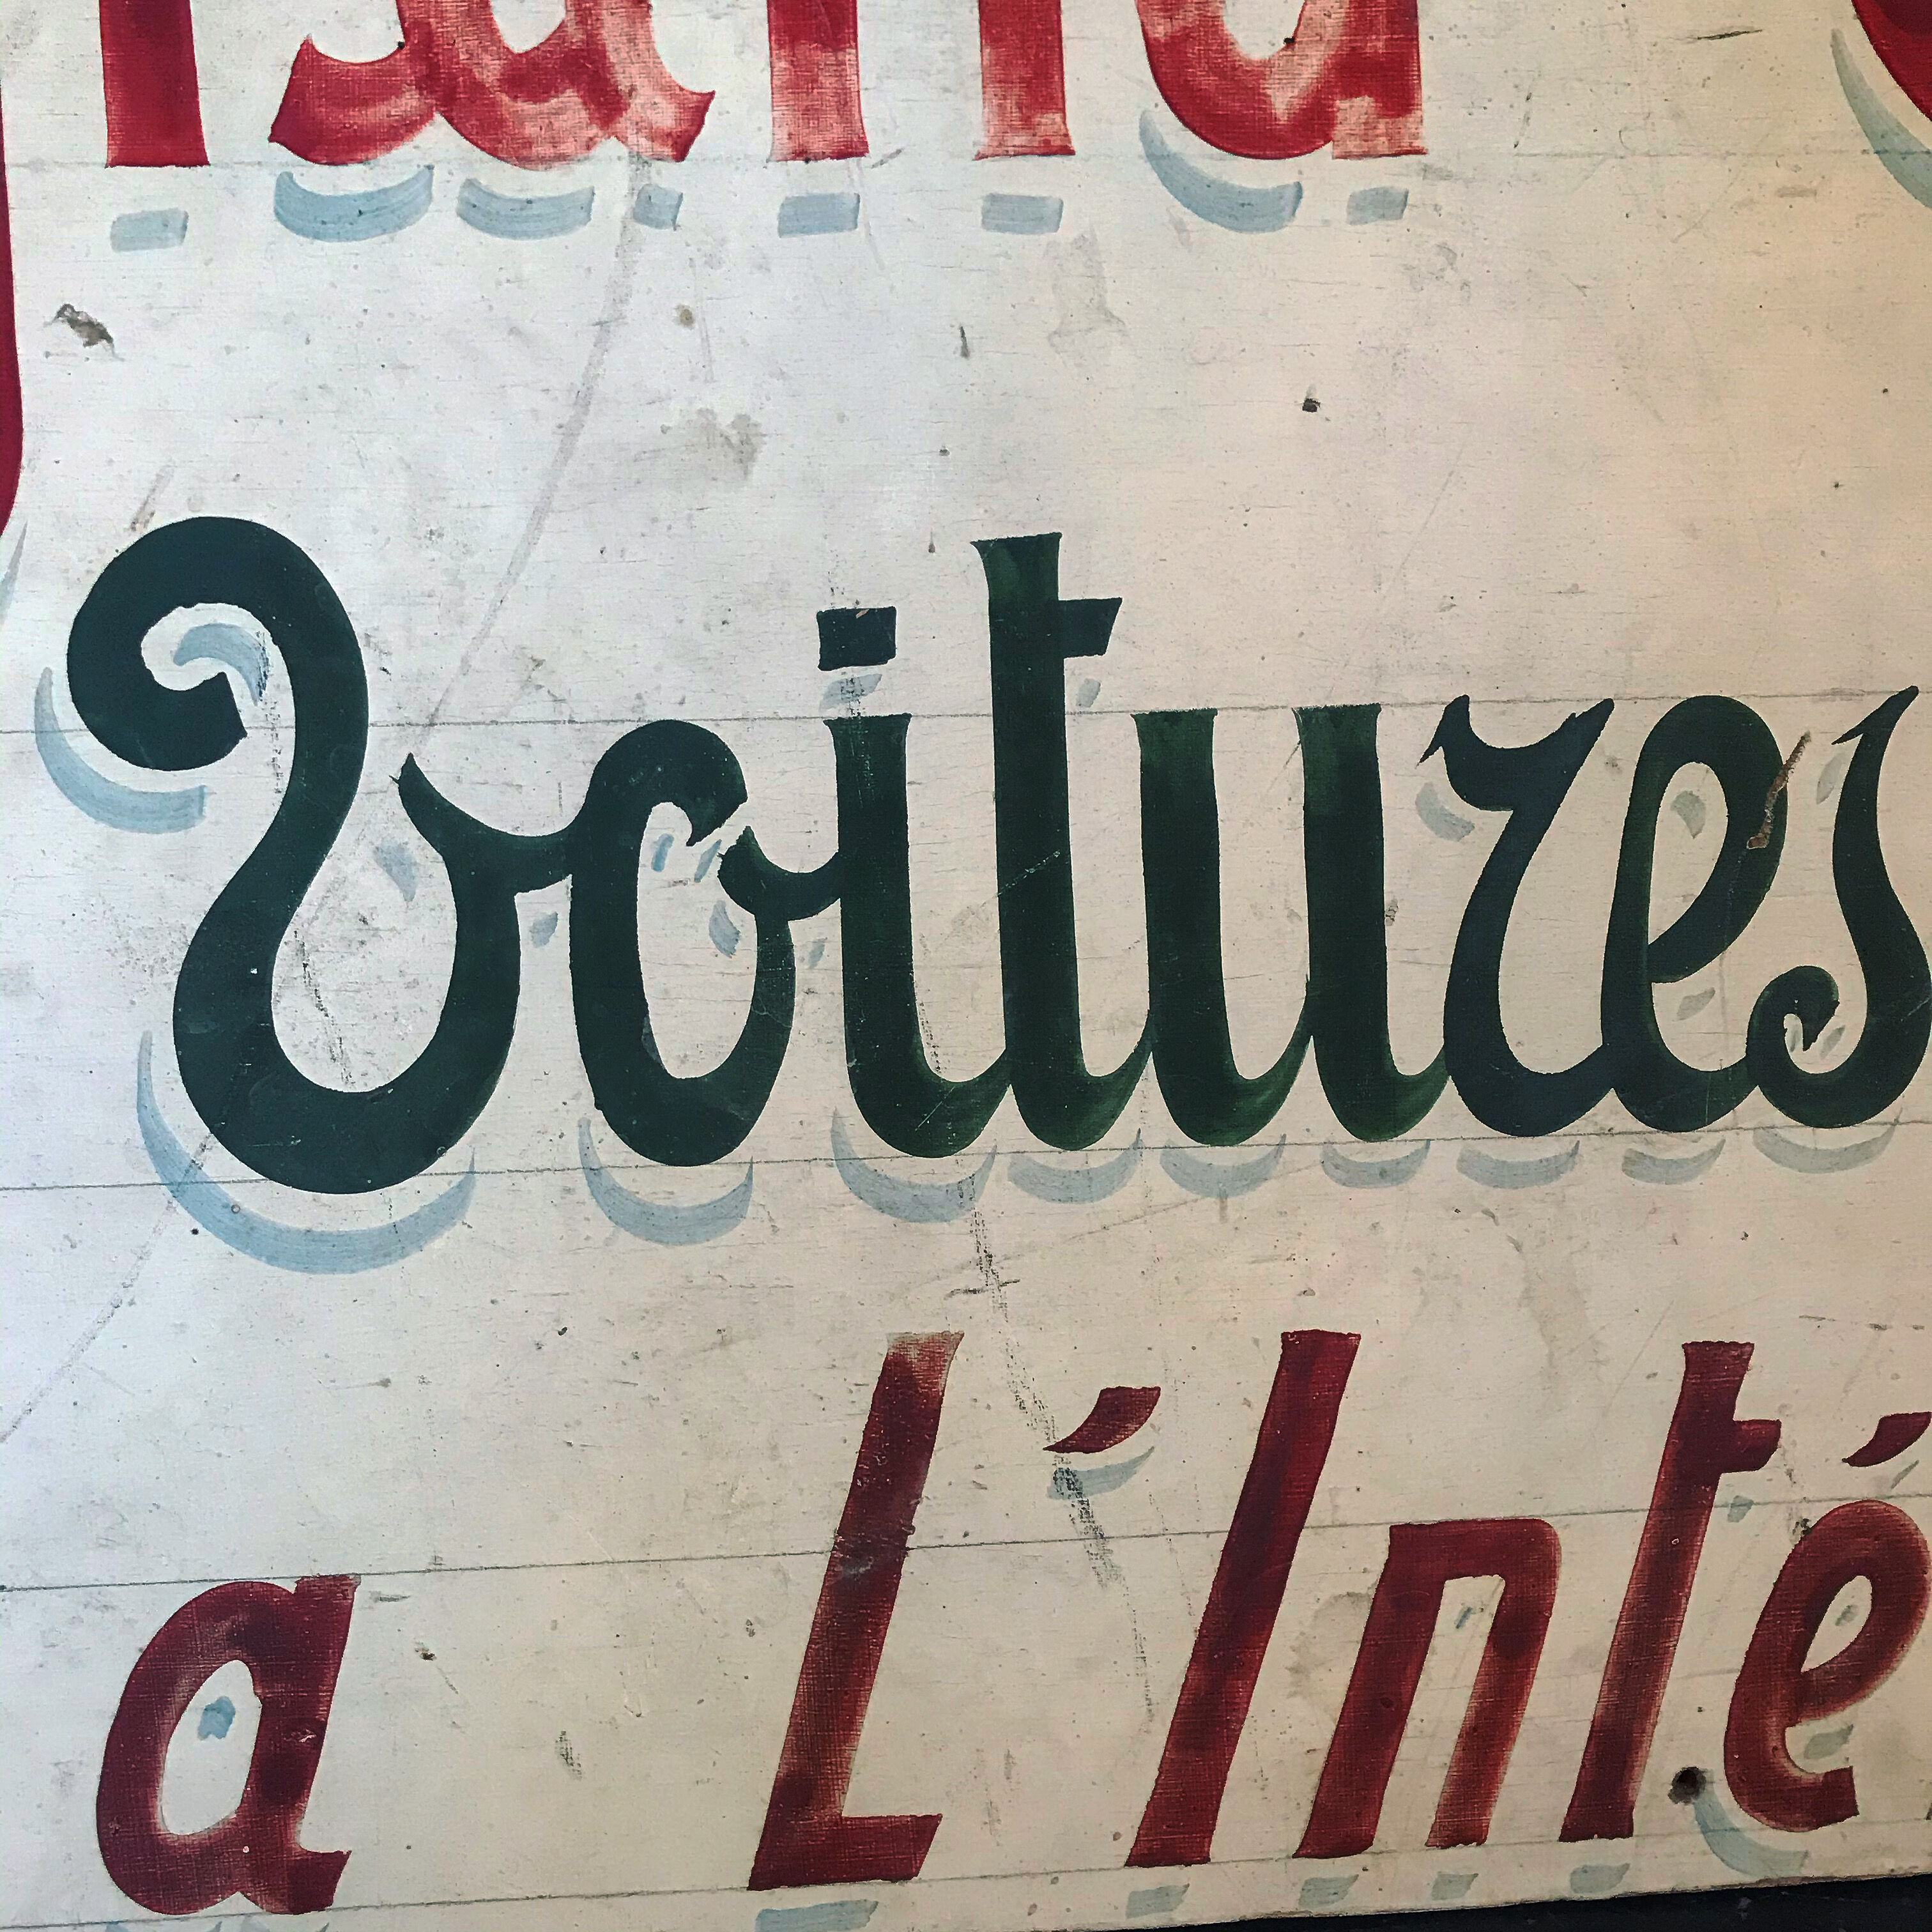 Voitures
a L'Inté